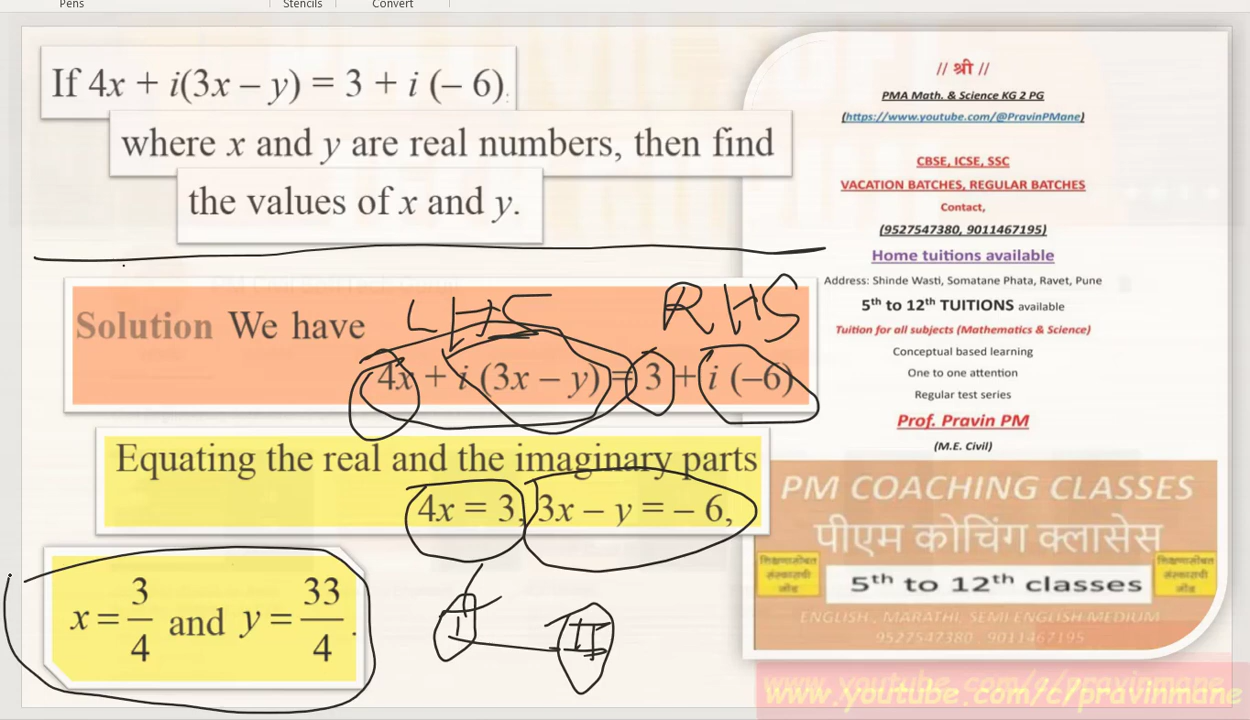 Pens
Stencils
Convert
If 4x + i(3x – y) = 3 + i (– 6).
where x and y are real numbers, then find
the values of x and y.
Solution We have
LHS
RHS
4x + i (3x – y) = 3 + i (–6)
Equating the real and the imaginary parts
4x = 3, 3x – y = – 6,
x = 3/4 and y = 33/4.
I
II
// श्री //
PMA Math. & Science KG 2 PG
(https://www.youtube.com/@PravinPMane)
CBSE, ICSE, SSC
VACATION BATCHES, REGULAR BATCHES
Contact,
(9527547380, 9011467195)
Home tuitions available
Address: Shinde Wasti, Somatane Phata, Ravet, Pune
5th to 12th TUITIONS available
Tuition for all subjects (Mathematics & Science)
Conceptual based learning
One to one attention
Regular test series
Prof. Pravin PM
(M.E. Civil)
PM COACHING CLASSES
पीएम कोचिंग क्लासेस
5th to 12th classes
ENGLISH, MARATHI, SEMI ENGLISH MEDIUM
9527547380, 9011467195
www.youtube.com/c/pravinmane